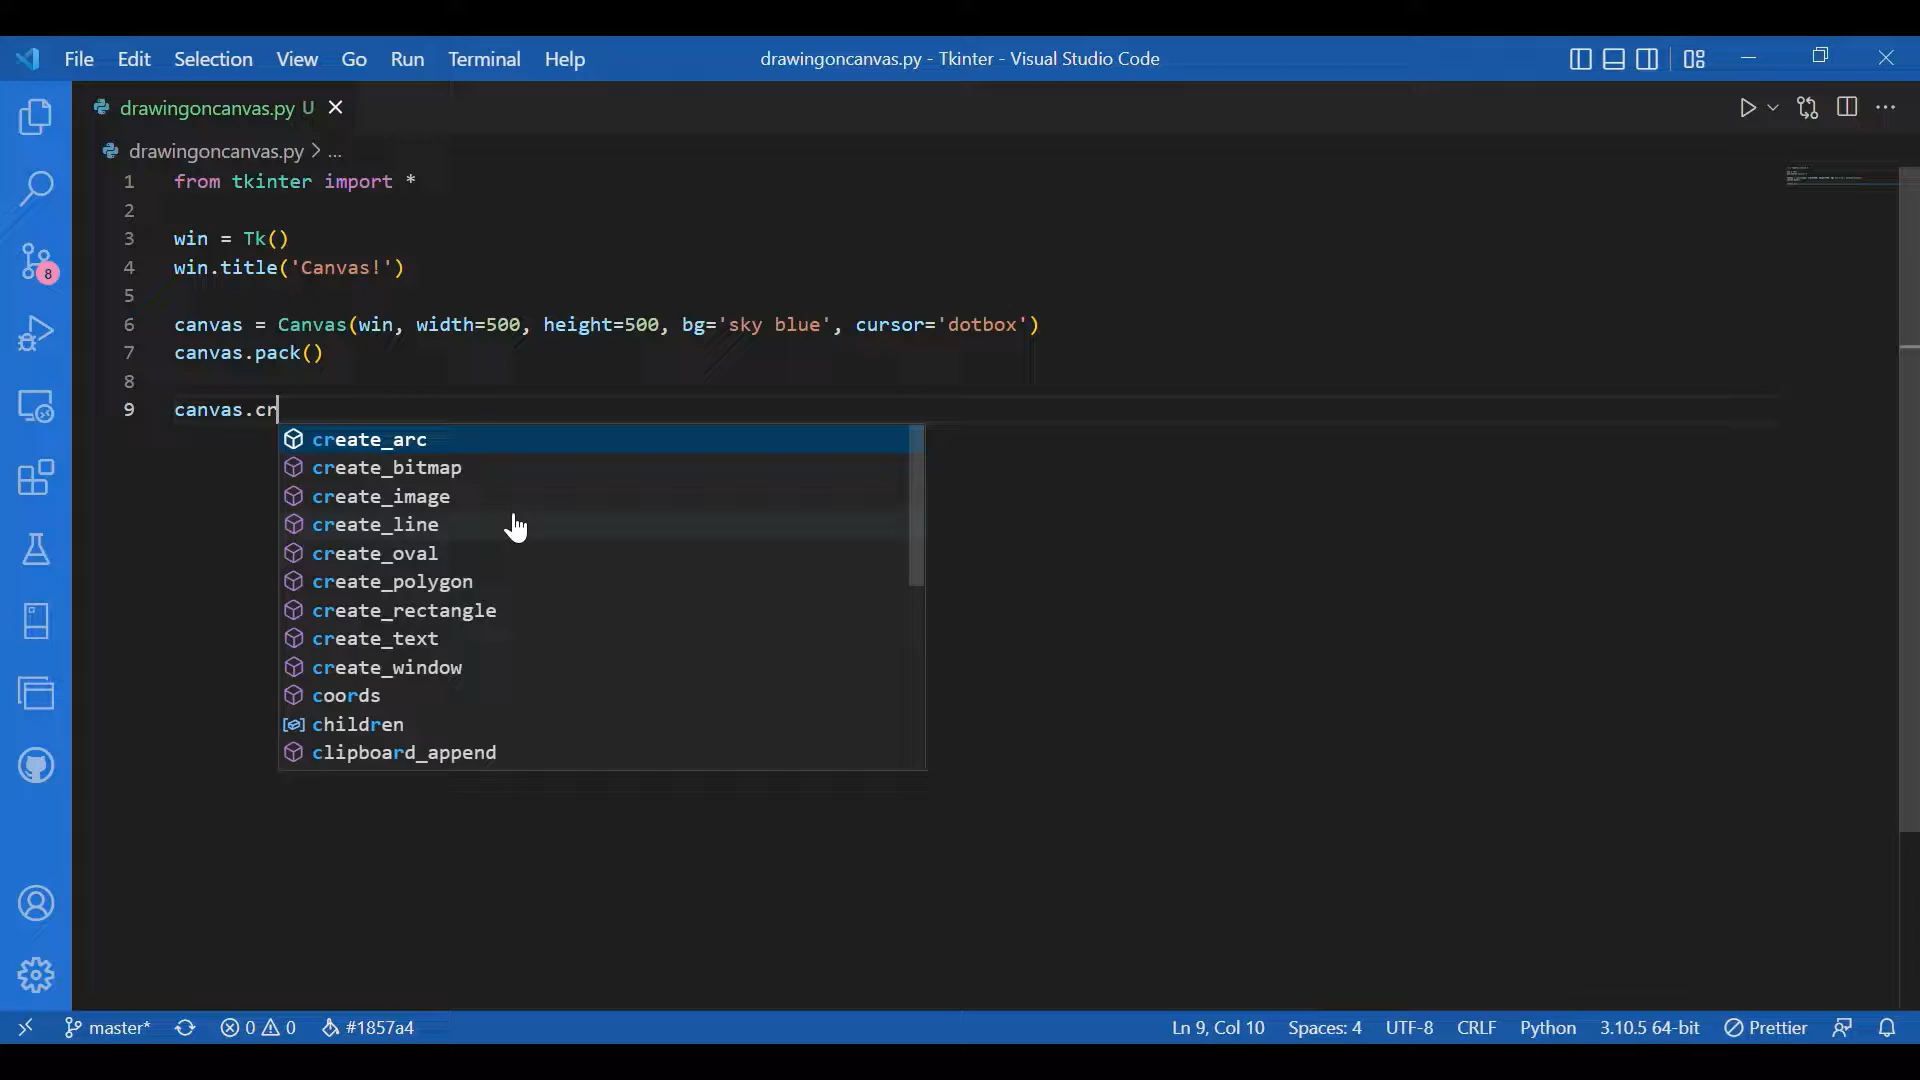 File Edit Selection View Go Run Terminal Help drawingoncanvas.py - Tkinter - Visual Studio Code
drawingoncanvas.py U
drawingoncanvas.py > ...
1 from tkinter import *
2
3 win = Tk()
4 win.title('Canvas!')
5
6 canvas = Canvas(win, width=500, height=500, bg='sky blue', cursor='dotbox')
7 canvas.pack()
8
9 canvas.cr
create_arc
create_bitmap
create_image
create_line
create_oval
create_polygon
create_rectangle
create_text
create_window
coords
children
clipboard_append
8
master* 0 0 #1857a4 Ln 9, Col 10 Spaces: 4 UTF-8 CRLF Python 3.10.5 64-bit Prettier